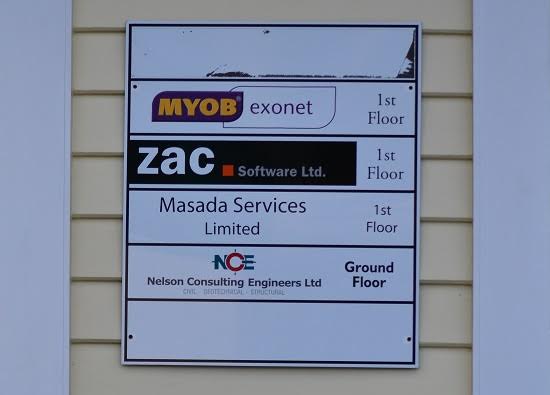 MYOB exonet 1st Floor
zac. Software Ltd. 1st Floor
Masada Services Limited 1st Floor
NCE
Nelson Consulting Engineers Ltd Ground Floor
CIVIL - GEOTECHNICAL - STRUCTURAL